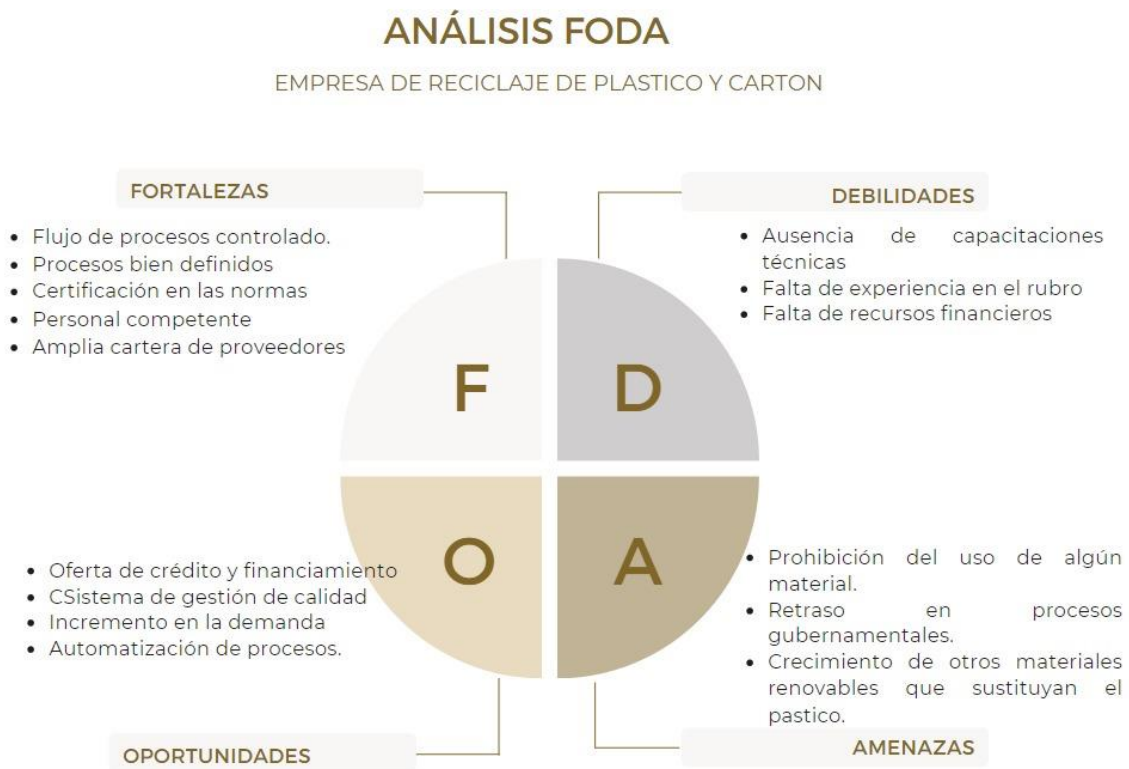 ANÁLISIS FODA
EMPRESA DE RECICLAJE DE PLASTICO Y CARTON
FORTALEZAS
• Flujo de procesos controlado.
• Procesos bien definidos
• Certificación en las normas
• Personal competente
• Amplia cartera de proveedores
DEBILIDADES
• Ausencia de capacitaciones
técnicas
• Falta de experiencia en el rubro
• Falta de recursos financieros
F
D
O
A
• Oferta de crédito y financiamiento
• CSistema de gestión de calidad
• Incremento en la demanda
• Automatización de procesos.
OPORTUNIDADES
• Prohibición del uso de algún
material.
• Retraso en procesos
gubernamentales.
• Crecimiento de otros materiales
renovables que sustituyan el
pastico.
AMENAZAS